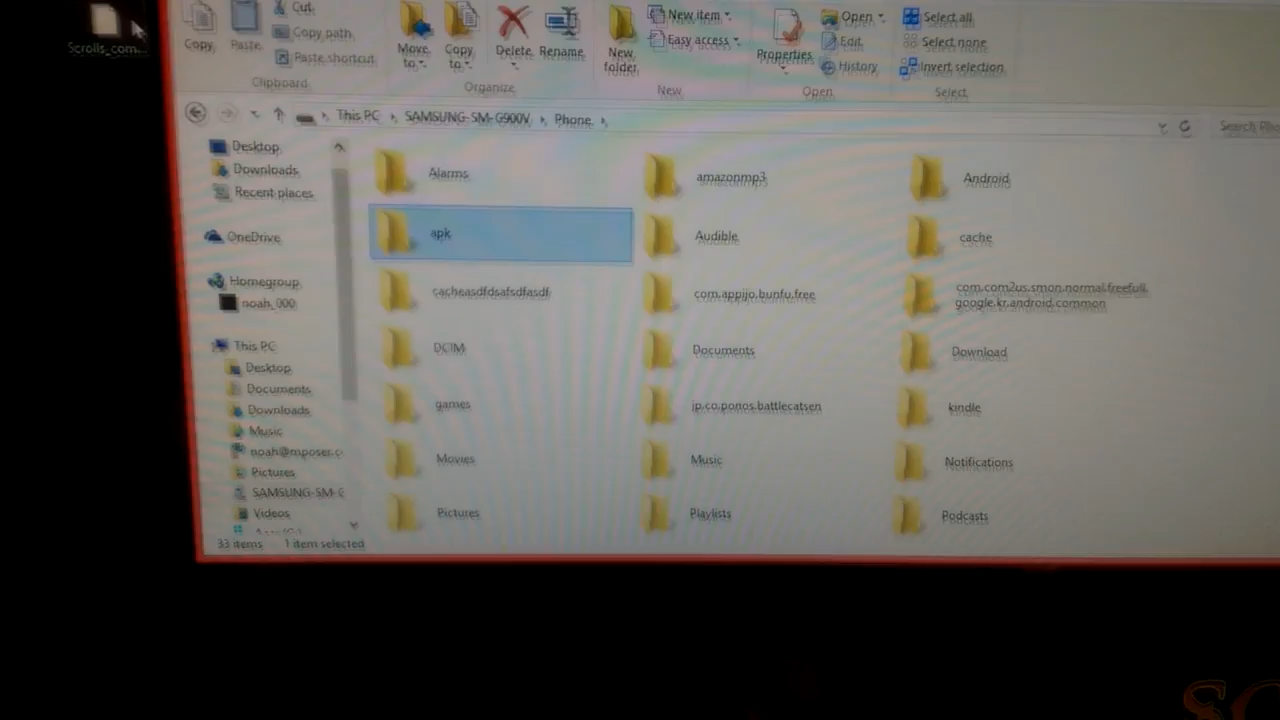 Scrolls_com...
Copy
Paste
Cut
Copy path
Paste shortcut
Clipboard
Move to
Copy to
Delete
Rename
Organize
New folder
New item
Easy access
New
Properties
Open
Edit
History
Open
Select all
Select none
Invert selection
Select
This PC
SAMSUNG-SM-G900V
Phone
Search
Desktop
Downloads
Recent places
OneDrive
Homegroup
noah_000
This PC
Desktop
Documents
Downloads
Music
noah@mposer.c
Pictures
SAMSUNG-SM-G
Videos
Alarms
amazonmp3
Android
apk
Audible
cache
cacheasdfdsafsdfasdf
com.appijo.bunfu.free
com.com2us.smon.normal.freefull.
google.kr.android.common
DCIM
Documents
Download
games
jp.co.ponos.battlecatsen
kindle
Movies
Music
Notifications
Pictures
Playlists
Podcasts
33 items
1 item selected